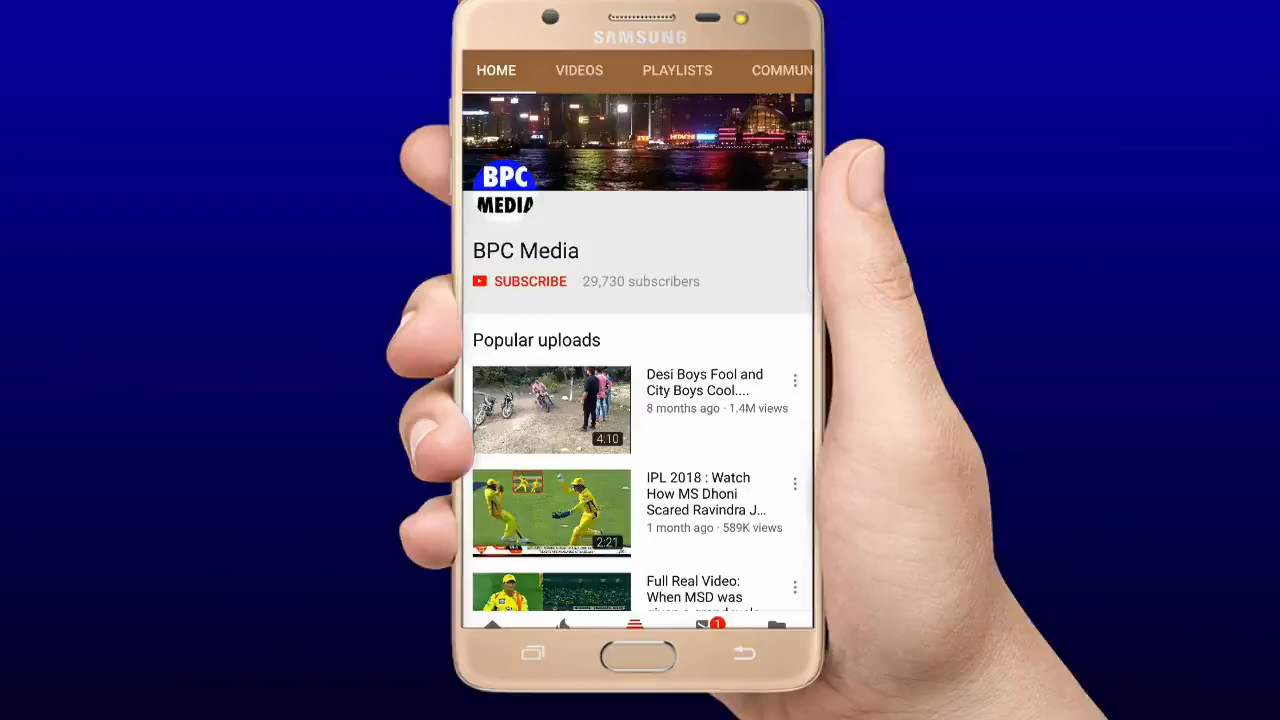 SAMSUNG
HOME VIDEOS PLAYLISTS COMMUN
HITACHI
BPC
MEDIA
BPC Media
SUBSCRIBE 29,730 subscribers
Popular uploads
Desi Boys Fool and
City Boys Cool....
8 months ago · 1.4M views
4:10
IPL 2018 : Watch
How MS Dhoni
Scared Ravindra J...
1 month ago · 589K views
2:21
Full Real Video:
When MSD was
1